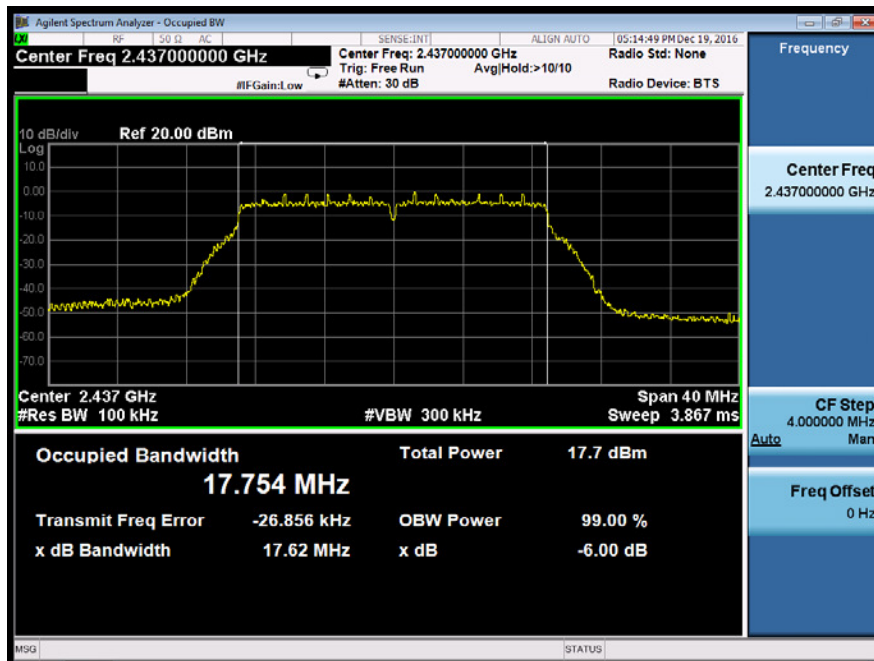 Agilent Spectrum Analyzer - Occupied BW
LXI RF 50 Ω AC SENSE:INT ALIGN AUTO 05:14:49 PM Dec 19, 2016
Center Freq 2.437000000 GHz
Center Freq: 2.437000000 GHz Radio Std: None
Trig: Free Run Avg|Hold:>10/10
#IFGain:Low #Atten: 30 dB Radio Device: BTS
10 dB/div Ref 20.00 dBm
Log
10.0
0.00
-10.0
-20.0
-30.0
-40.0
-50.0
-60.0
-70.0
Center 2.437 GHz Span 40 MHz
#Res BW 100 kHz #VBW 300 kHz Sweep 3.867 ms
Occupied Bandwidth Total Power 17.7 dBm
17.754 MHz
Transmit Freq Error -26.856 kHz OBW Power 99.00 %
x dB Bandwidth 17.62 MHz x dB -6.00 dB
MSG STATUS
Frequency
Center Freq
2.437000000 GHz
CF Step
4.000000 MHz
Auto Man
Freq Offset
0 Hz